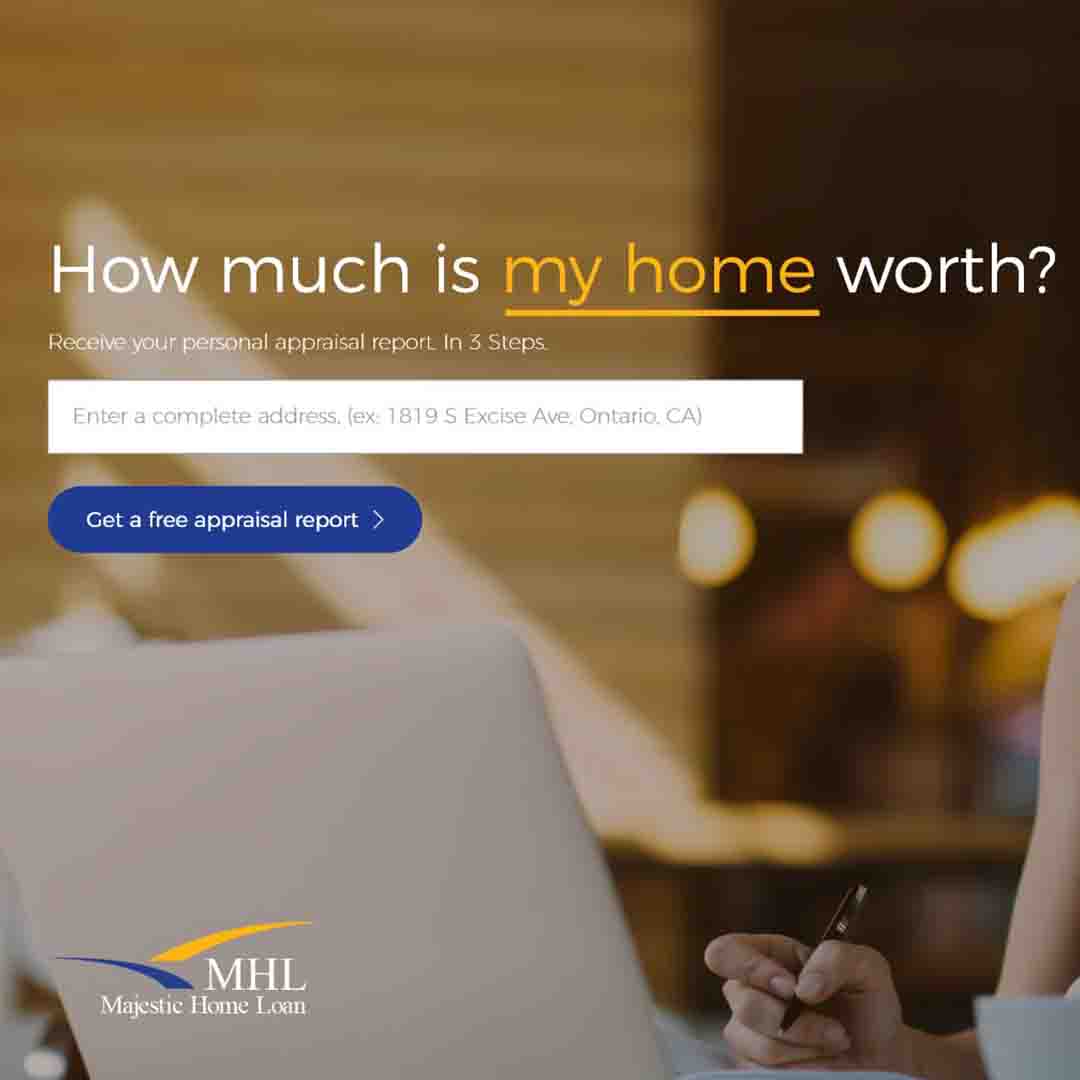 How much is my home worth?
Receive your personal appraisal report. In 3 Steps.
Enter a complete address, (ex: 1819 S Excise Ave, Ontario, CA)
Get a free appraisal report
MHL
Majestic Home Loan